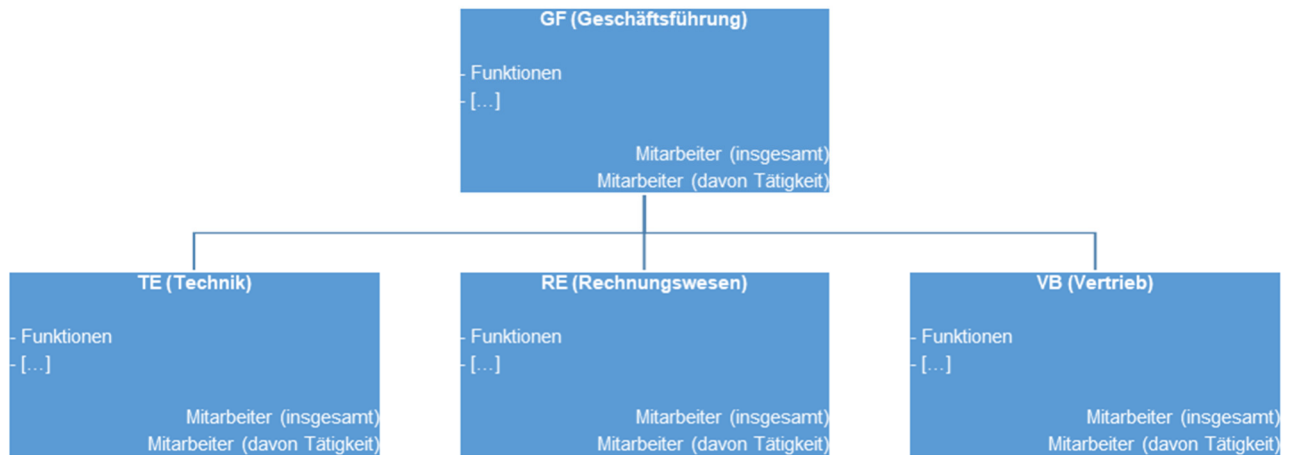 GF (Geschäftsführung)
- Funktionen
- [...]
Mitarbeiter (insgesamt)
Mitarbeiter (davon Tätigkeit)
TE (Technik)
- Funktionen
- [...]
Mitarbeiter (insgesamt)
Mitarbeiter (davon Tätigkeit)
RE (Rechnungswesen)
- Funktionen
- [...]
Mitarbeiter (insgesamt)
Mitarbeiter (davon Tätigkeit)
VB (Vertrieb)
- Funktionen
- [...]
Mitarbeiter (insgesamt)
Mitarbeiter (davon Tätigkeit)